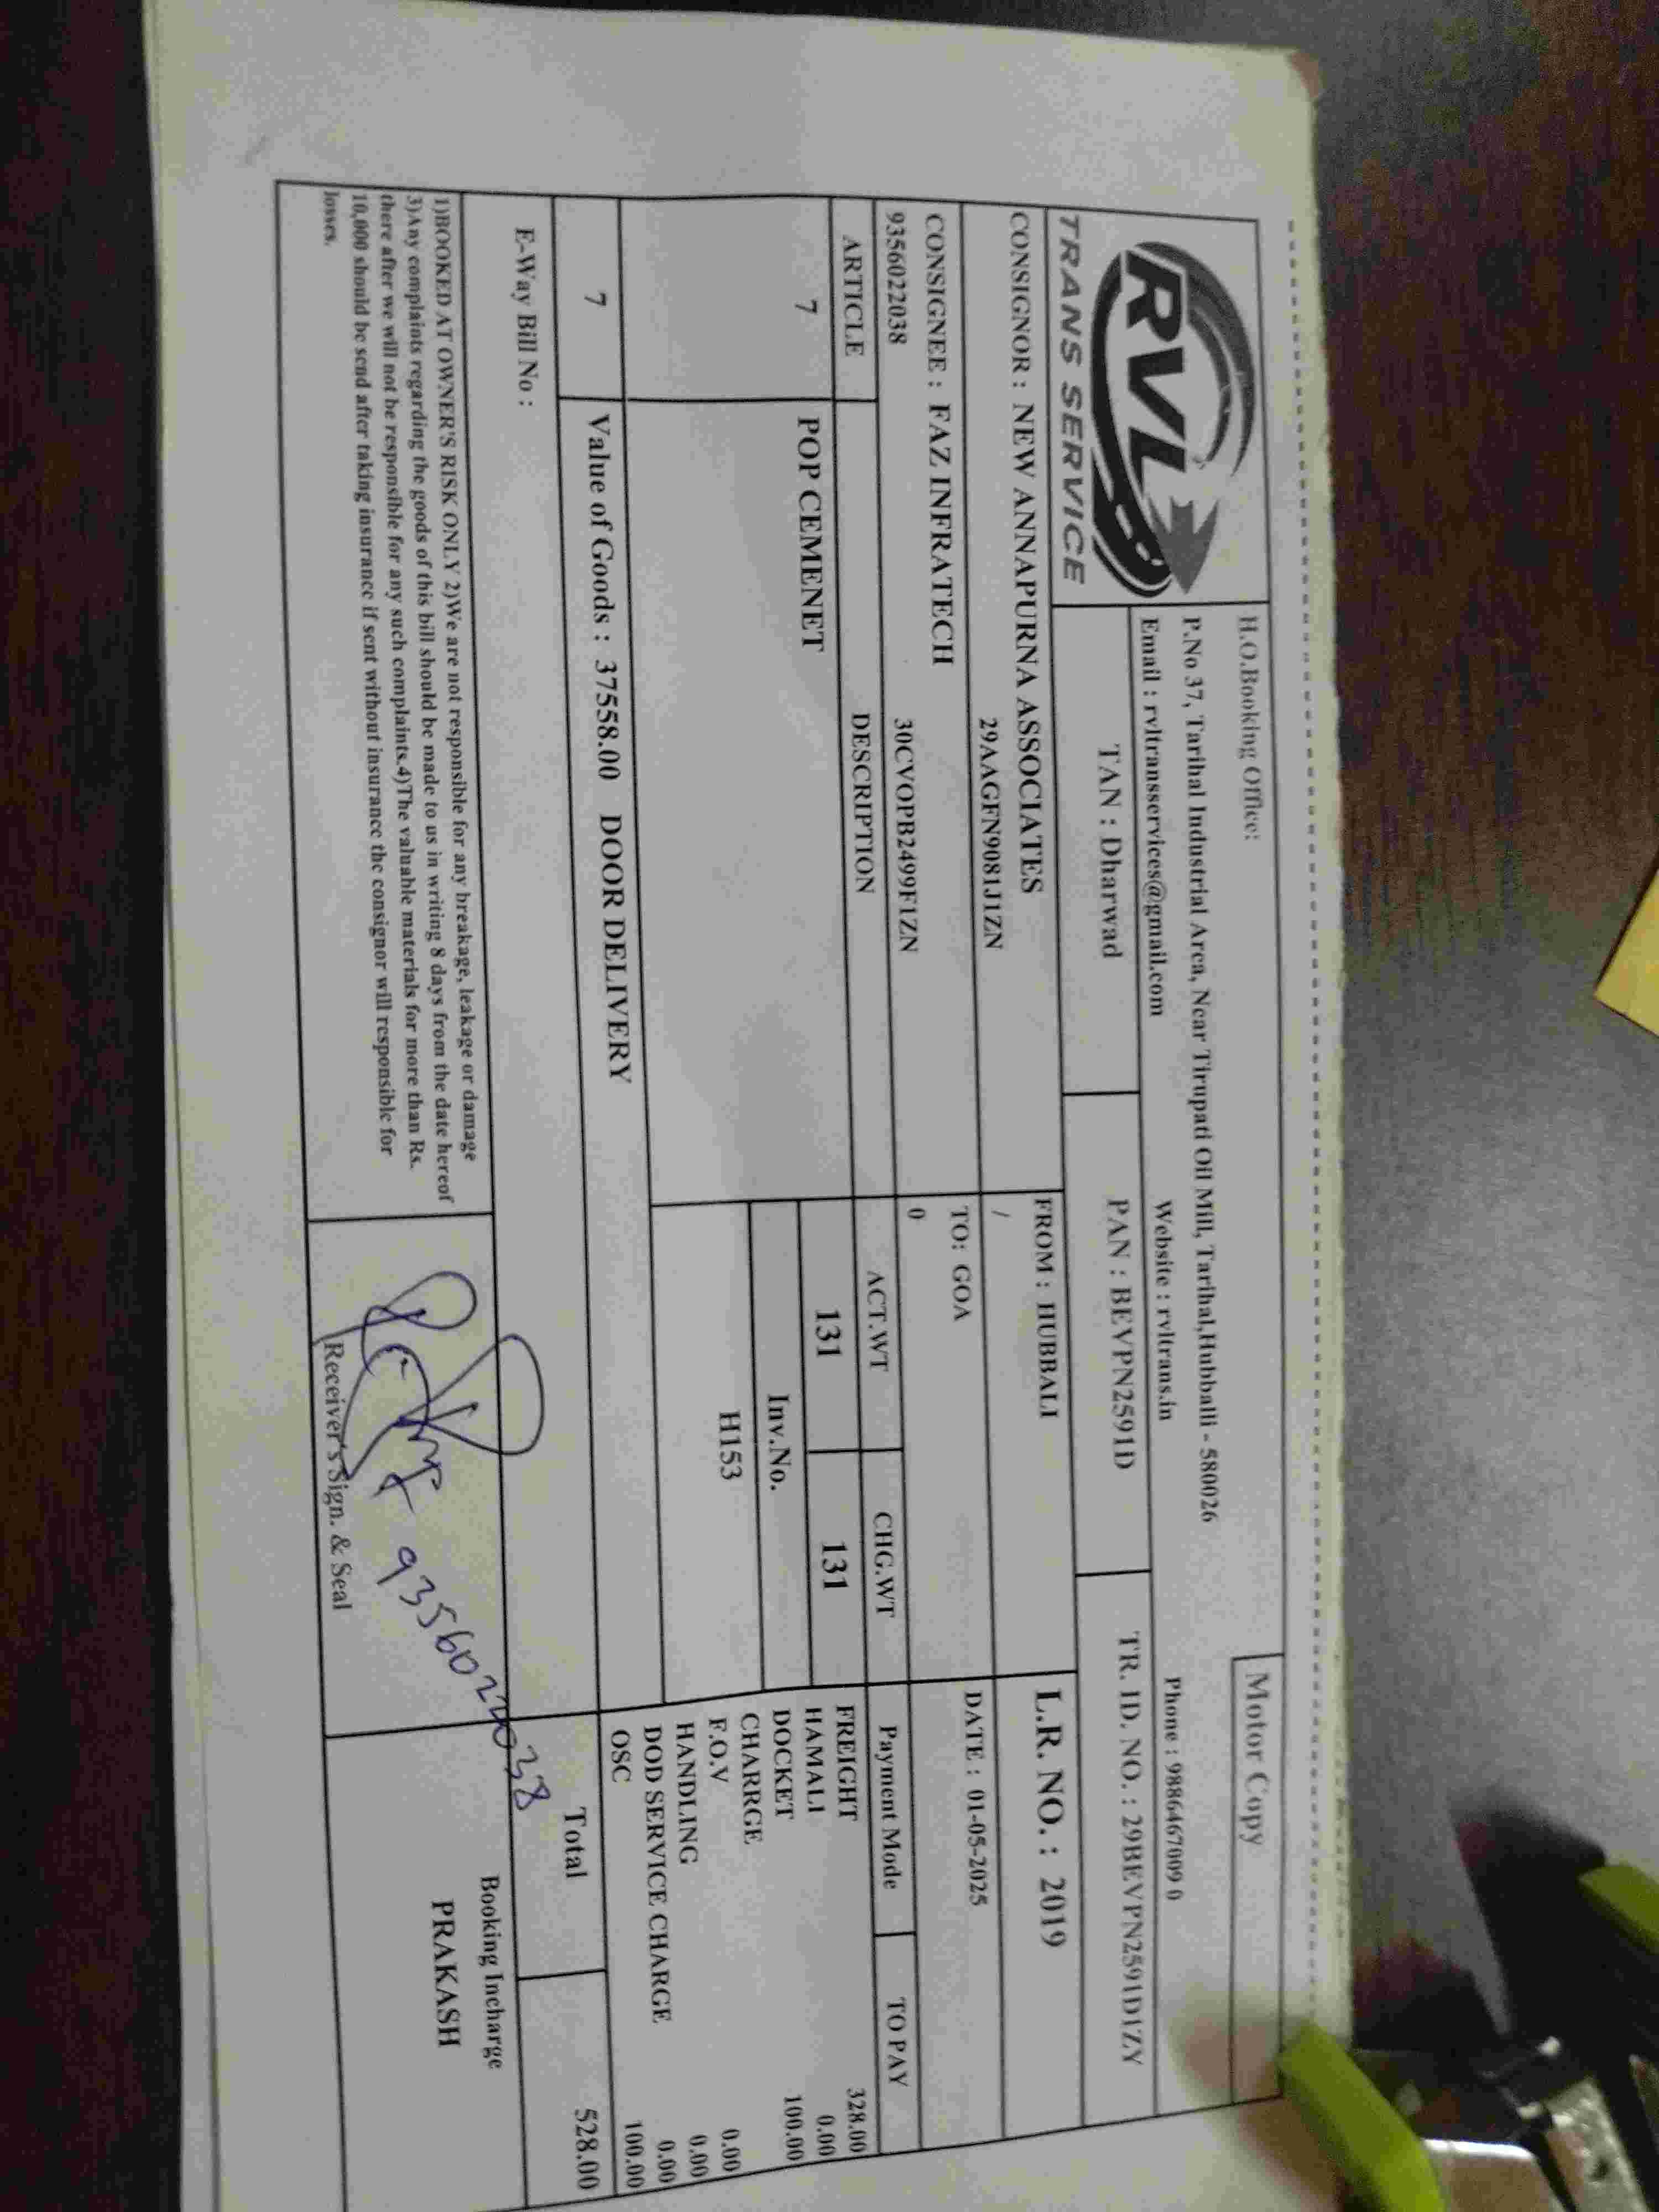 Motor Copy
RVL
TRANS SERVICE
H.O.Booking Office:
P.No 37, Tarihal Industrial Area, Near Tirupati Oil Mill, Tarihal,Hubballi - 580026
Email : rvltransservices@gmail.com Website : rvltrans.in Phone : 9886467099 0
TAN : Dharwad PAN : BEVPN2591D TR. ID. NO. : 29BEVPN2591D1ZY
CONSIGNOR : NEW ANNAPURNA ASSOCIATES FROM : HUBBALI L.R. NO. : 2019
29AAGFN9081J1ZN /
CONSIGNEE : FAZ INFRATECH TO: GOA DATE : 01-05-2025
9356022038 30CVOPB2499F1ZN 0
ARTICLE DESCRIPTION ACT.WT CHG.WT Payment Mode TO PAY
7 POP CEMENET 131 131 FREIGHT 328.00
HAMALI 0.00
Inv.No. DOCKET 100.00
CHARRGE
H153 F.O.V 0.00
HANDLING 0.00
DOD SERVICE CHARGE 0.00
OSC 100.00
7 Value of Goods : 37558.00 DOOR DELIVERY
Total 528.00
E-Way Bill No :
1)BOOKED AT OWNER'S RISK ONLY 2)We are not responsible for any breakage, leakage or damage
3)Any complaints regarding the goods of this bill should be made to us in writing 8 days from the date hereof
there after we will not be responsible for any such complaints.4)The valuable materials for more than Rs.
10,000 should be send after taking insurance if sent without insurance the consignor will responsible for
losses.
9356022038
Receiver's Sign. & Seal
Booking Incharge
PRAKASH